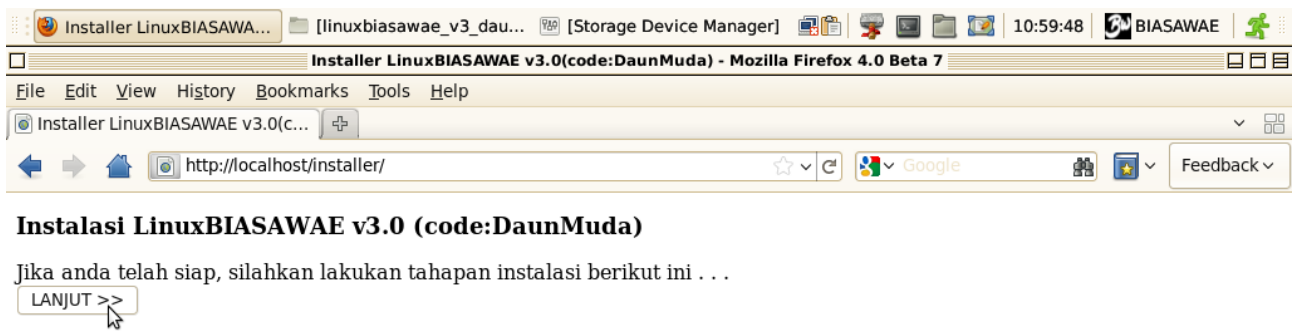 Installer LinuxBIASAWA... [linuxbiasawae_v3_dau... [Storage Device Manager] 10:59:48 BIASAWAE
Installer LinuxBIASAWAE v3.0(code:DaunMuda) - Mozilla Firefox 4.0 Beta 7
File Edit View History Bookmarks Tools Help
Installer LinuxBIASAWAE v3.0(c...
http://localhost/installer/ Google Feedback
Instalasi LinuxBIASAWAE v3.0 (code:DaunMuda)
Jika anda telah siap, silahkan lakukan tahapan instalasi berikut ini . . .
LANJUT >>